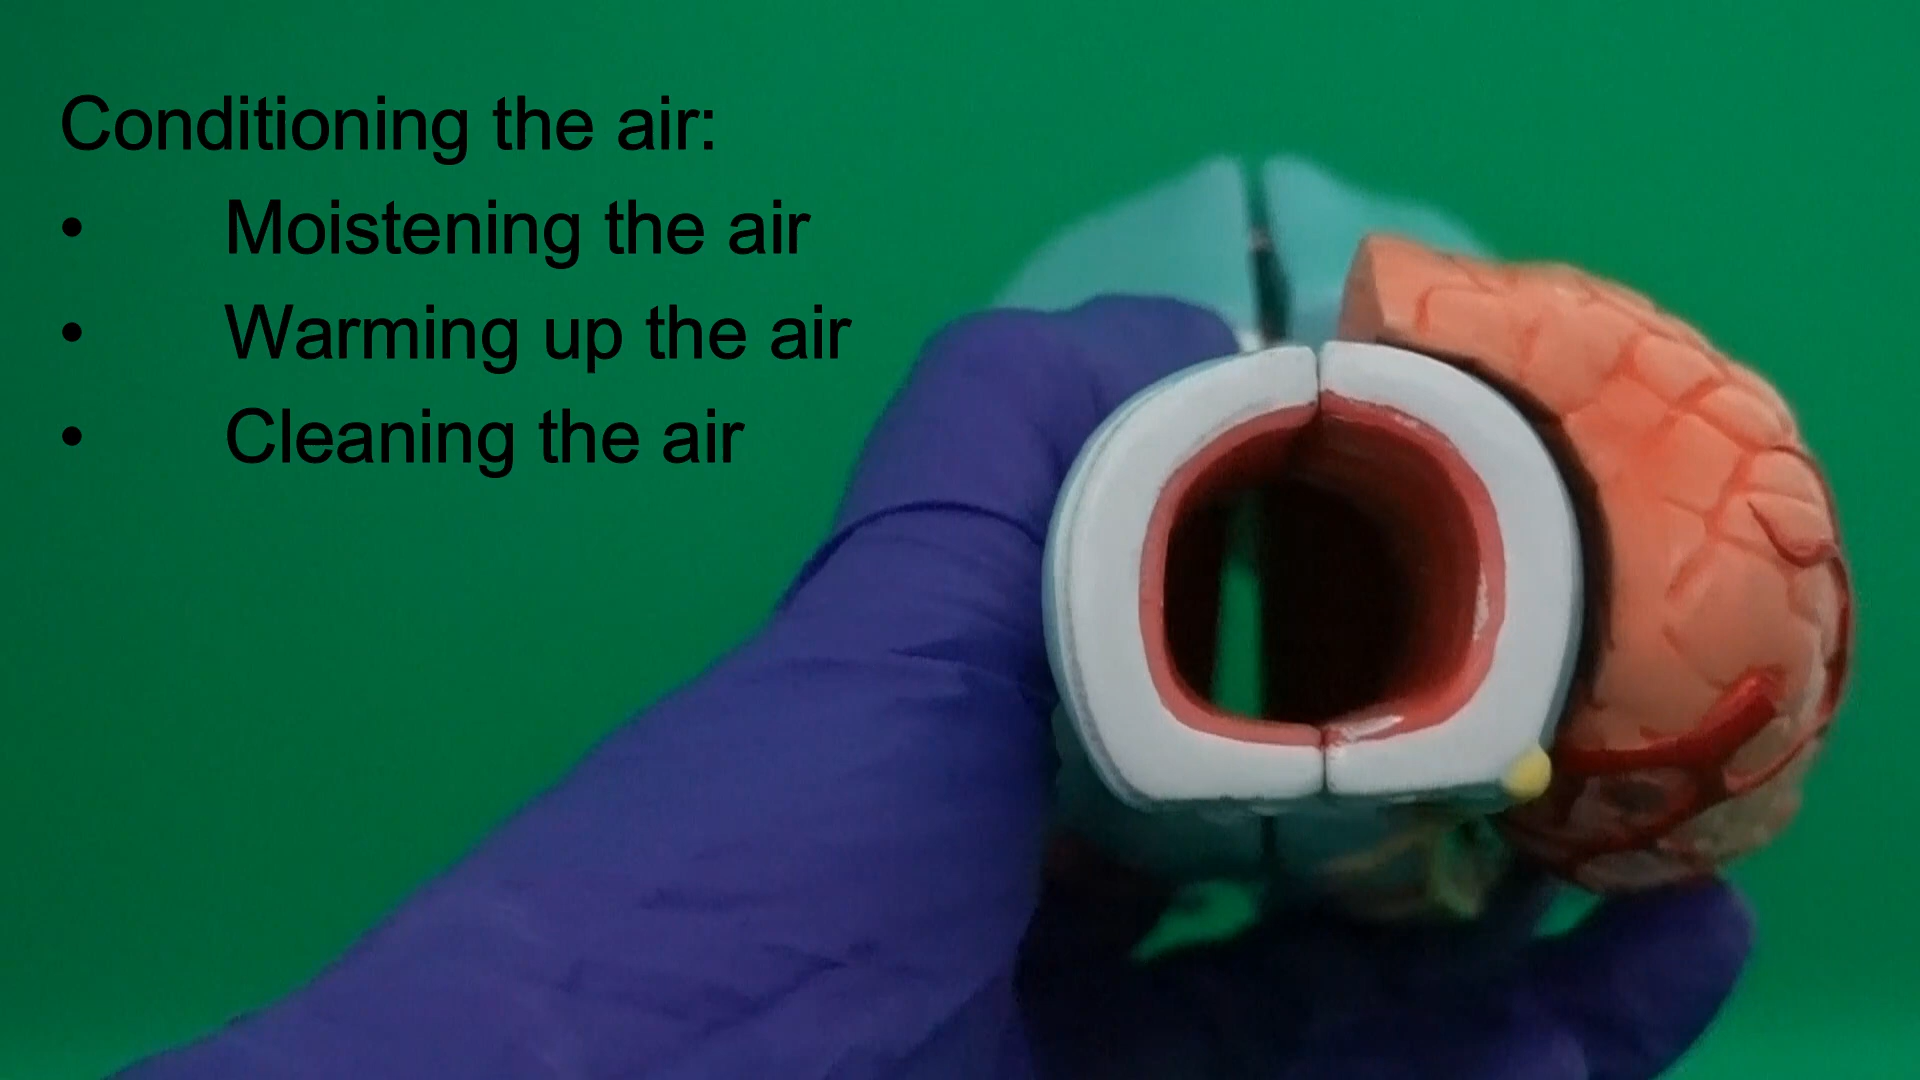 Conditioning the air:
• Moistening the air
• Warming up the air
• Cleaning the air